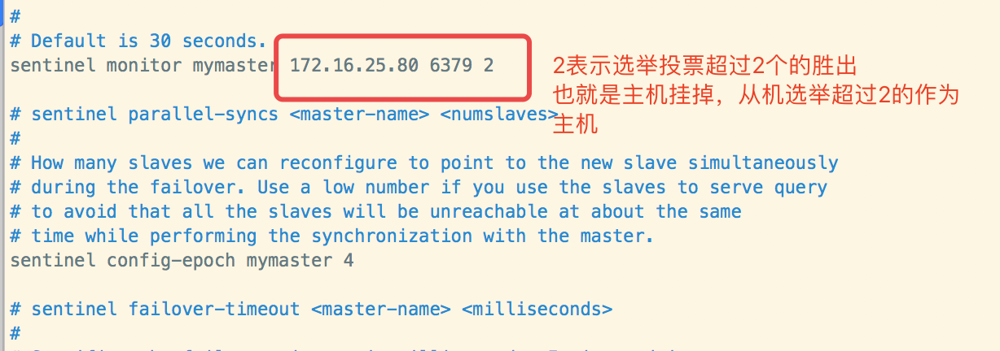 #
# Default is 30 seconds.
sentinel monitor mymaster 172.16.25.80 6379 2
2表示选举投票超过2个的胜出
也就是主机挂掉，从机选举超过2的作为
主机
# sentinel parallel-syncs <master-name> <numslaves>
#
# How many slaves we can reconfigure to point to the new slave simultaneously
# during the failover. Use a low number if you use the slaves to serve query
# to avoid that all the slaves will be unreachable at about the same
# time while performing the synchronization with the master.
sentinel config-epoch mymaster 4
# sentinel failover-timeout <master-name> <milliseconds>
#